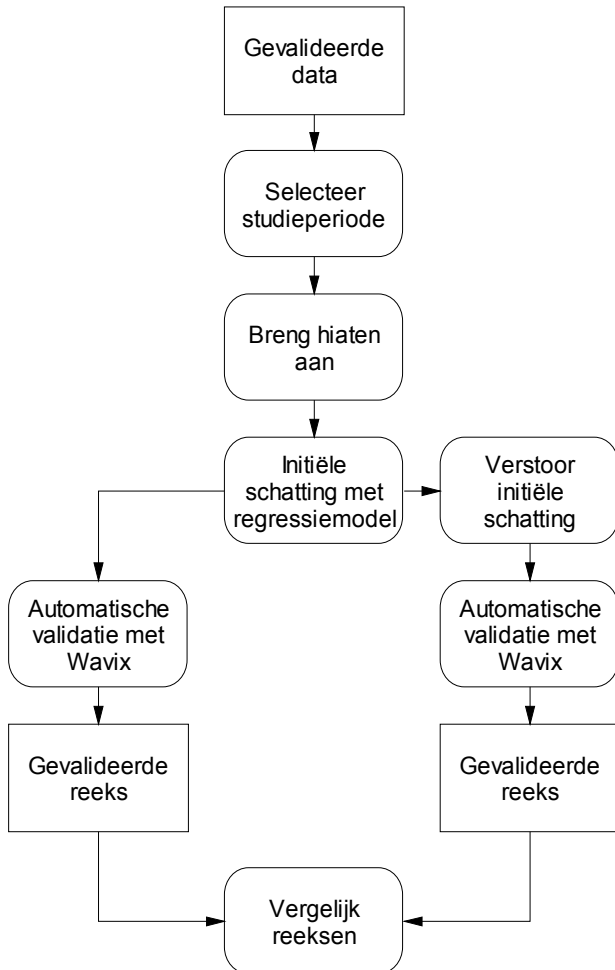 Gevalideerde
data
Selecteer
studieperiode
Breng hiaten
aan
Initiële
schatting met
regressiemodel
Verstoor
initiële
schatting
Automatische
validatie met
Wavix
Automatische
validatie met
Wavix
Gevalideerde
reeks
Gevalideerde
reeks
Vergelijk
reeksen